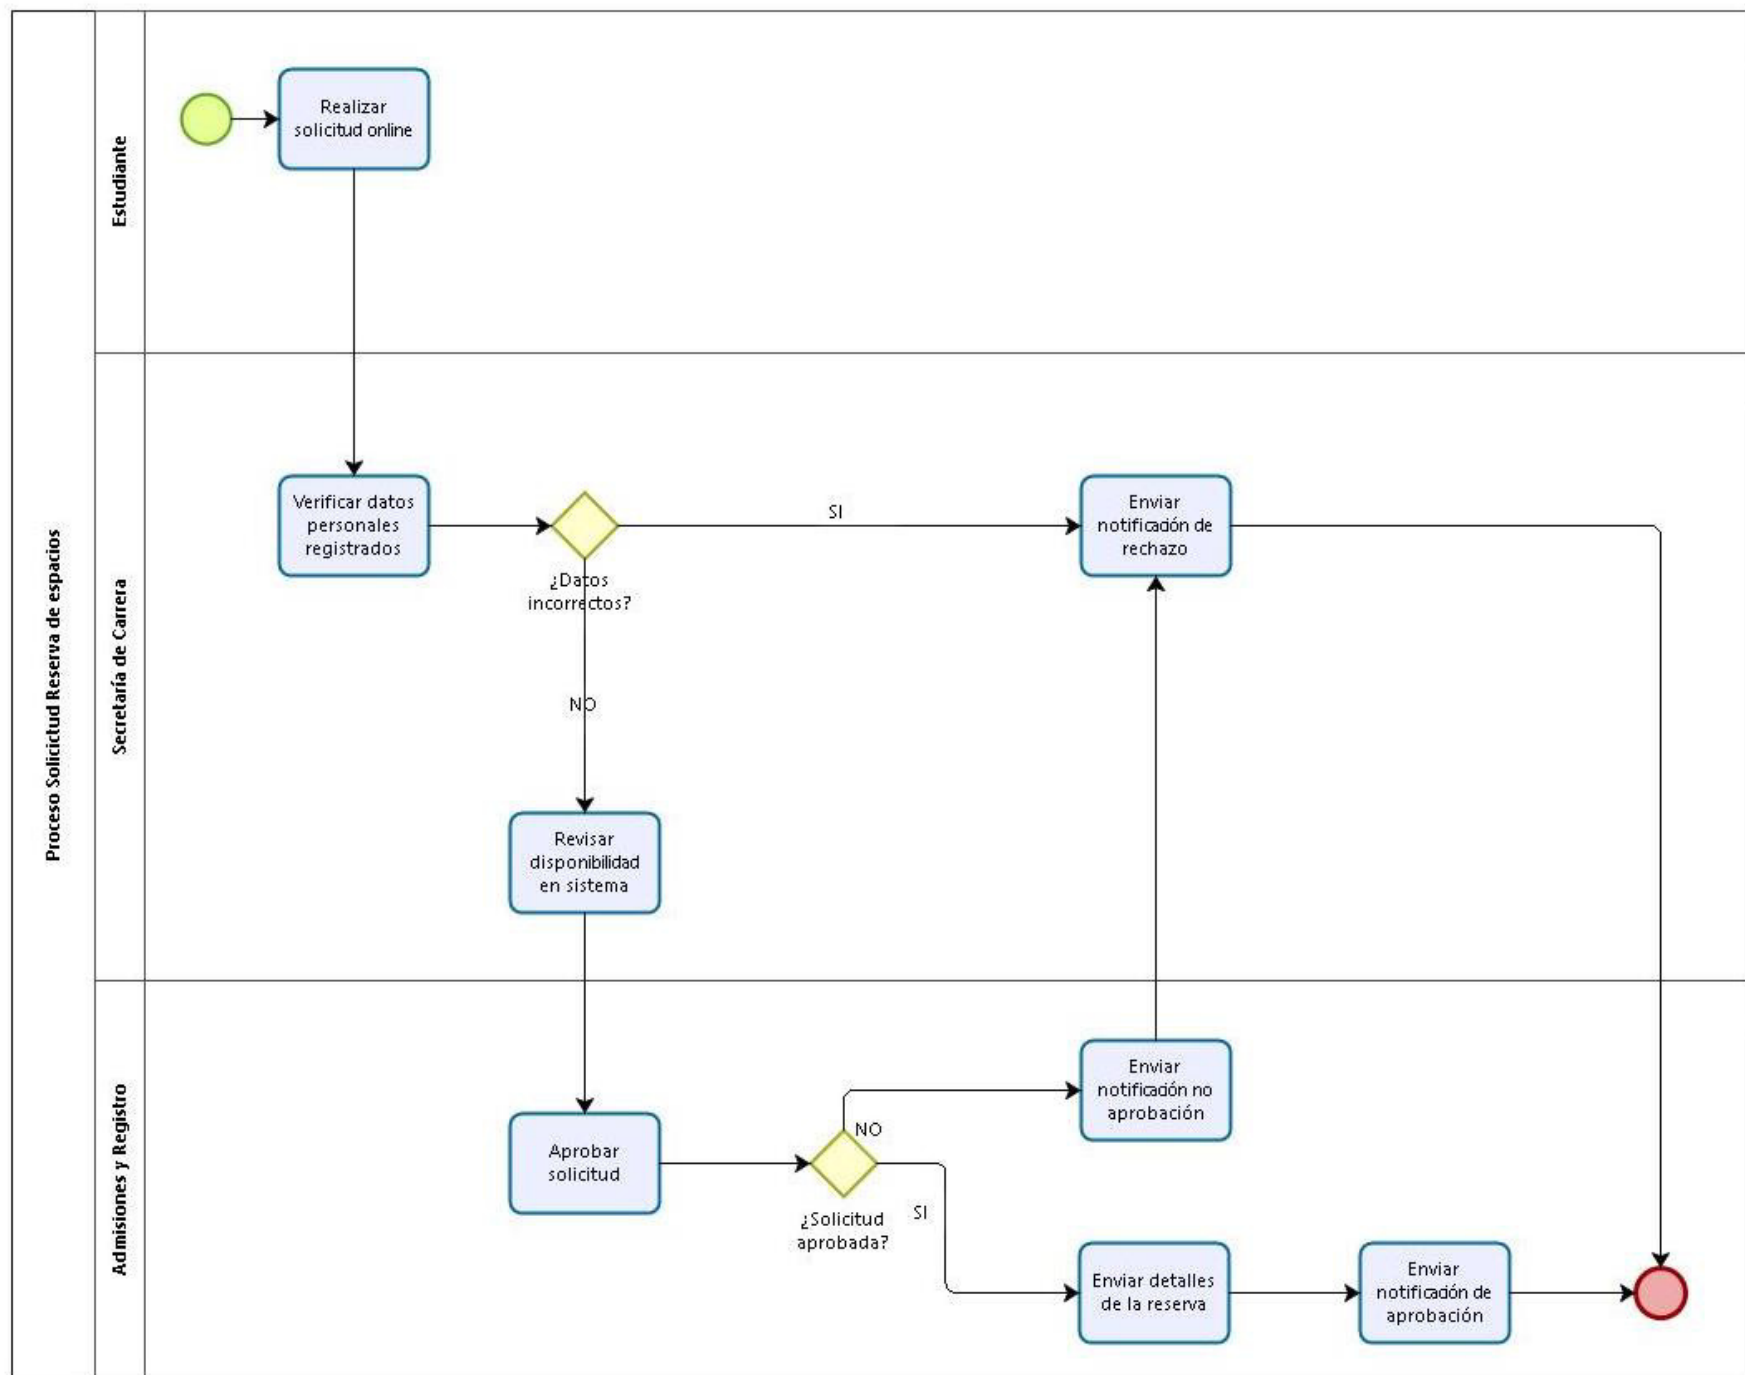 Proceso Solicictud Reserva de espacios
Estudiante
Realizar
solicitud online
Secretaría de Carrera
Verificar datos
personales
registrados
¿Datos
incorrectos?
SI
Enviar
notificación de
rechazo
NO
Revisar
disponibilidad
en sistema
Admisiones y Registro
Aprobar
solicitud
¿Solicitud
aprobada?
NO
Enviar
notificación no
aprobación
SI
Enviar detalles
de la reserva
Enviar
notificación de
aprobación